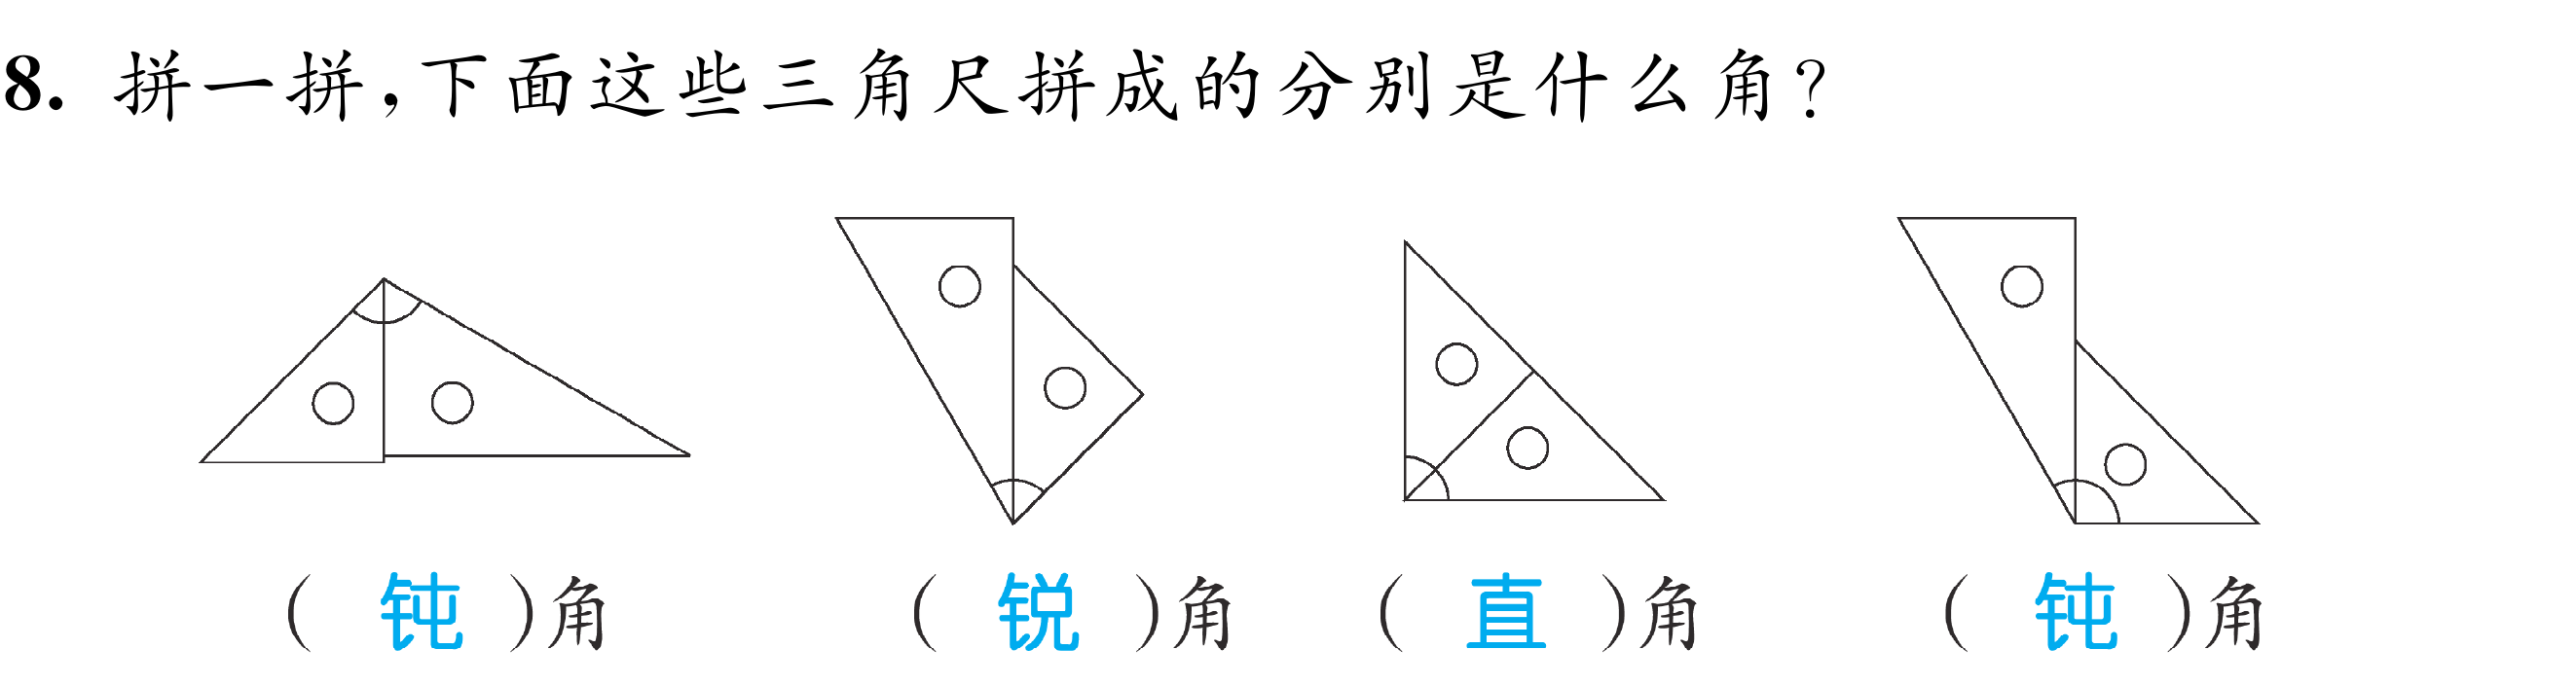 8. 拼一拼,下面这些三角尺拼成的分别是什么角?
( 钝 )角 ( 锐 )角 ( 直 )角 ( 钝 )角